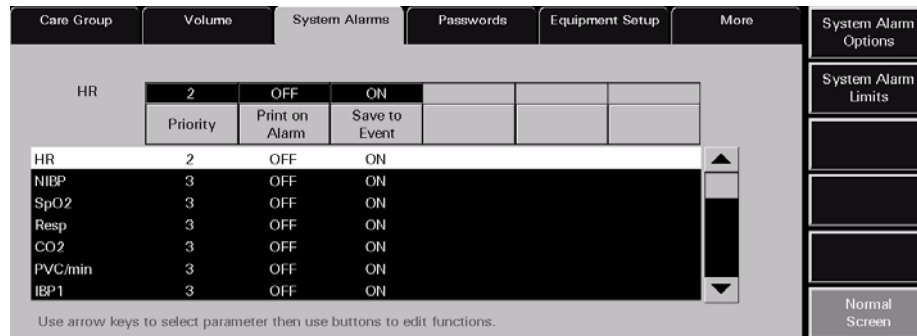 Care Group Volume System Alarms Passwords Equipment Setup More
System Alarm
Options
System Alarm
Limits
HR 2 OFF ON
Priority Print on Alarm Save to Event
HR 2 OFF ON
NIBP 3 OFF ON
SpO2 3 OFF ON
Resp 3 OFF ON
CO2 3 OFF ON
PVC/min 3 OFF ON
IBP1 3 OFF ON
Use arrow keys to select parameter then use buttons to edit functions.
Normal
Screen